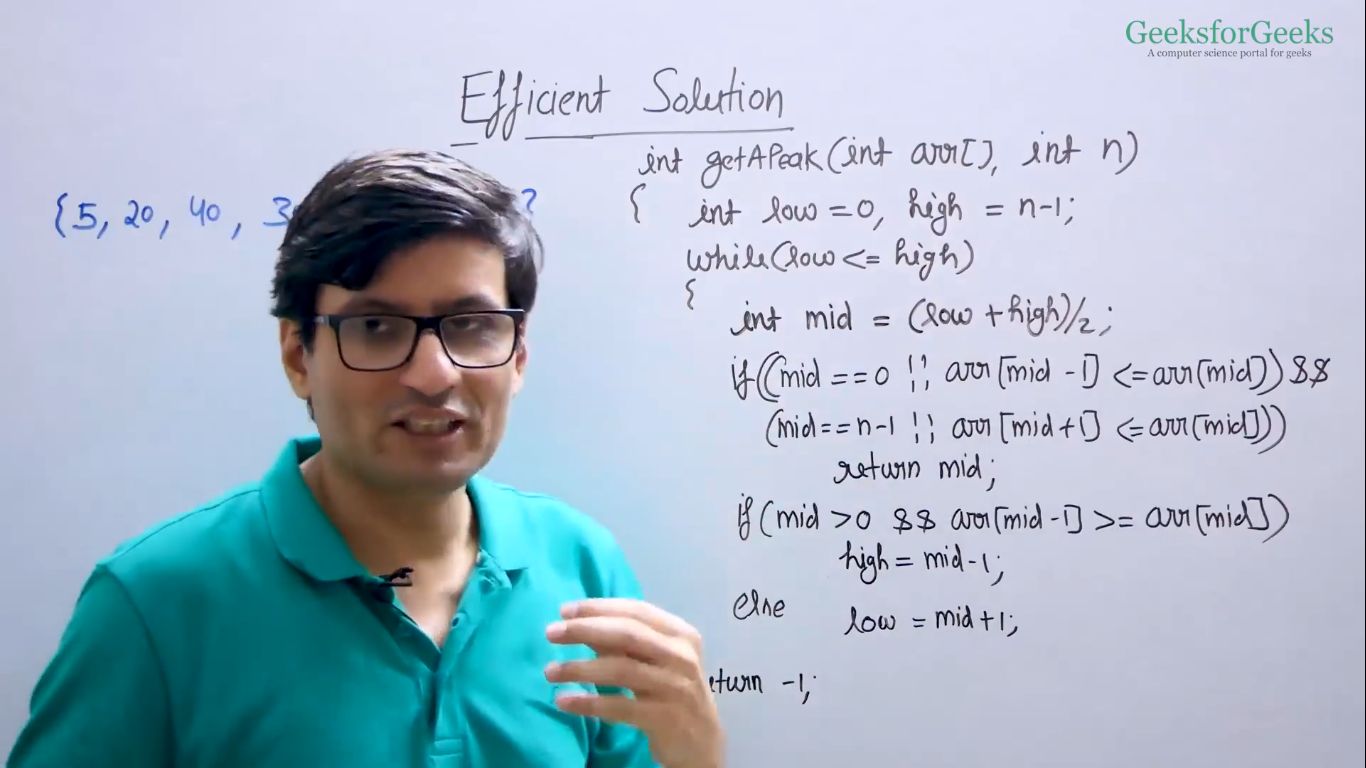 GeeksforGeeks
A computer science portal for geeks
Efficient Solution
{5, 20, 40,
int getAPeak(int arr[], int n)
{ int low = 0, high = n-1;
while(low <= high)
{
int mid = (low + high)/2;
if((mid == 0 || arr[mid - 1] <= arr[mid]) &&
(mid == n-1 || arr[mid + 1] <= arr[mid]))
return mid;
if(mid > 0 && arr[mid - 1] >= arr[mid])
high = mid-1;
else low = mid+1;
-1;